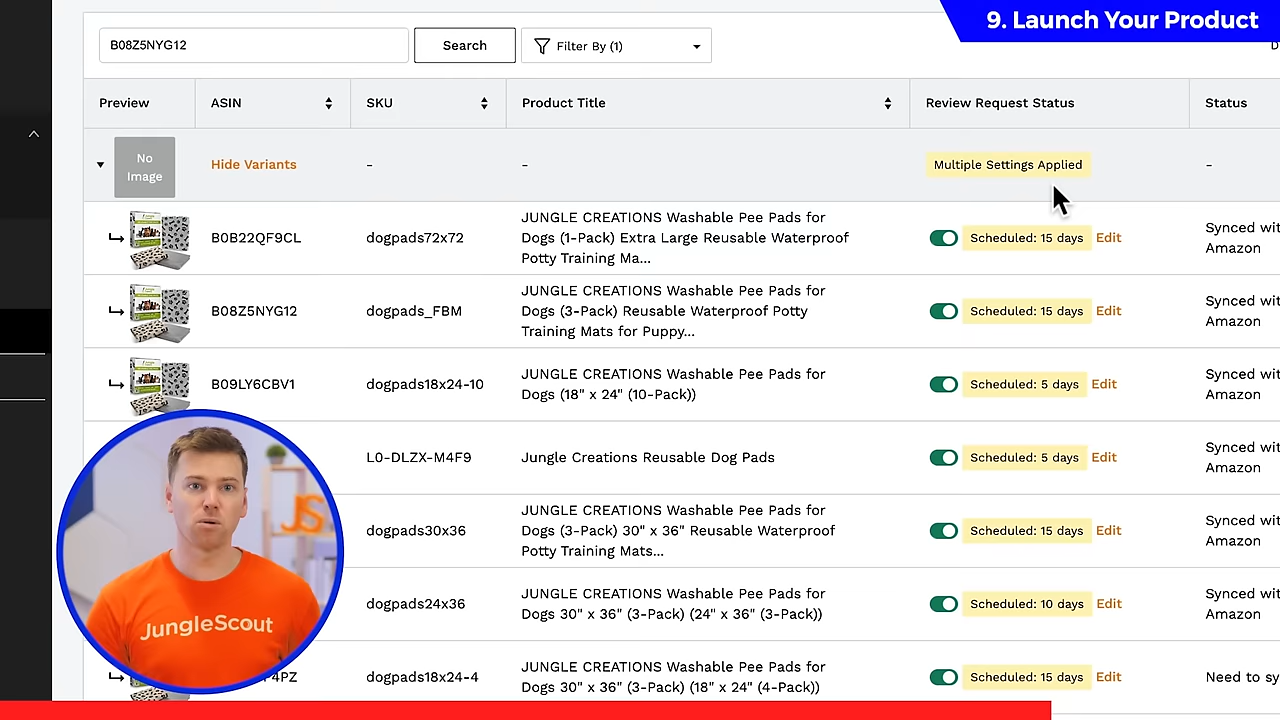 9. Launch Your Product
B08Z5NYG12
Search
Filter By (1)
Preview
ASIN
SKU
Product Title
Review Request Status
Status
No
Image
Hide Variants
-
-
Multiple Settings Applied
-
B0B22QF9CL
dogpads72x72
JUNGLE CREATIONS Washable Pee Pads for
Dogs (1-Pack) Extra Large Reusable Waterproof
Potty Training Ma...
Scheduled: 15 days
Edit
Synced wit
Amazon
B08Z5NYG12
dogpads_FBM
JUNGLE CREATIONS Washable Pee Pads for
Dogs (3-Pack) Reusable Waterproof Potty
Training Mats for Puppy...
Scheduled: 15 days
Edit
Synced wit
Amazon
B09LY6CBV1
dogpads18x24-10
JUNGLE CREATIONS Washable Pee Pads for
Dogs (18" x 24" (10-Pack))
Scheduled: 5 days
Edit
Synced wit
Amazon
L0-DLZX-M4F9
Jungle Creations Reusable Dog Pads
Scheduled: 5 days
Edit
Synced wit
Amazon
dogpads30x36
JUNGLE CREATIONS Washable Pee Pads for
Dogs (3-Pack) 30" x 36" Reusable Waterproof
Potty Training Mats...
Scheduled: 15 days
Edit
Synced wit
Amazon
dogpads24x36
JUNGLE CREATIONS Washable Pee Pads for
Dogs 30" x 36" (3-Pack) (24" x 36" (3-Pack))
Scheduled: 10 days
Edit
Synced wit
Amazon
4PZ
dogpads18x24-4
JUNGLE CREATIONS Washable Pee Pads for
Dogs 30" x 36" (3-Pack) (18" x 24" (4-Pack))
Scheduled: 15 days
Edit
Need to sy
JS
JungleScout